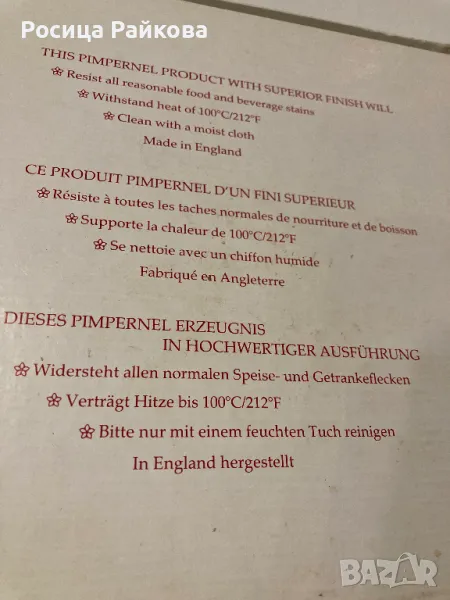 Росица Райкова
THIS PIMPERNEL PRODUCT WITH SUPERIOR FINISH WILL
❀ Resist all reasonable food and beverage stains
❀ Withstand heat of 100°C/212°F
❀ Clean with a moist cloth
Made in England
CE PRODUIT PIMPERNEL D'UN FINI SUPERIEUR
❀ Résiste à toutes les taches normales de nourriture et de boisson
❀ Supporte la chaleur de 100°C/212°F
❀ Se nettoie avec un chiffon humide
Fabriqué en Angleterre
DIESES PIMPERNEL ERZEUGNIS
IN HOCHWERTIGER AUSFÜHRUNG
❀ Widersteht allen normalen Speise- und Getrankeflecken
❀ Verträgt Hitze bis 100°C/212°F
❀ Bitte nur mit einem feuchten Tuch reinigen
In England hergestellt
BAZAR